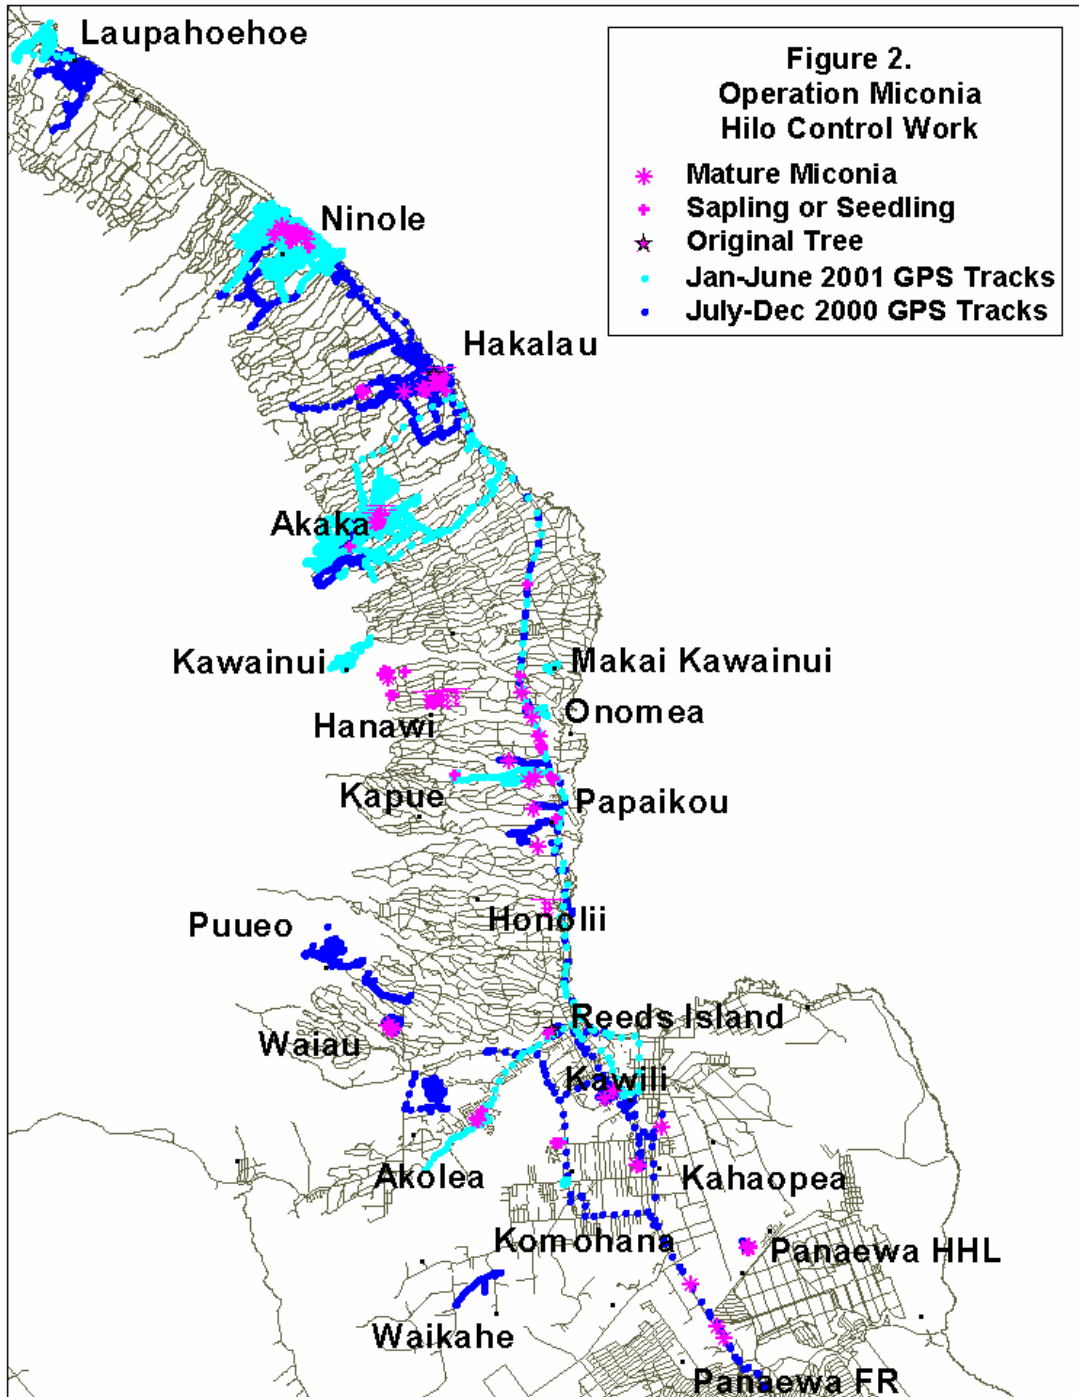 Laupahoehoe
Figure 2.
Operation Miconia
Hilo Control Work
Mature Miconia
Sapling or Seedling
Original Tree
Jan-June 2001 GPS Tracks
July-Dec 2000 GPS Tracks
Ninole
Hakalau
Akaka
Kawainui
Makai Kawainui
Hanawi
Onomea
Kapue
Papaikou
Honolii
Puueo
Reeds Island
Waiau
Kawili
Akolea
Kahaopea
Komohana
Panaewa HHL
Waikahe
Panaewa FR